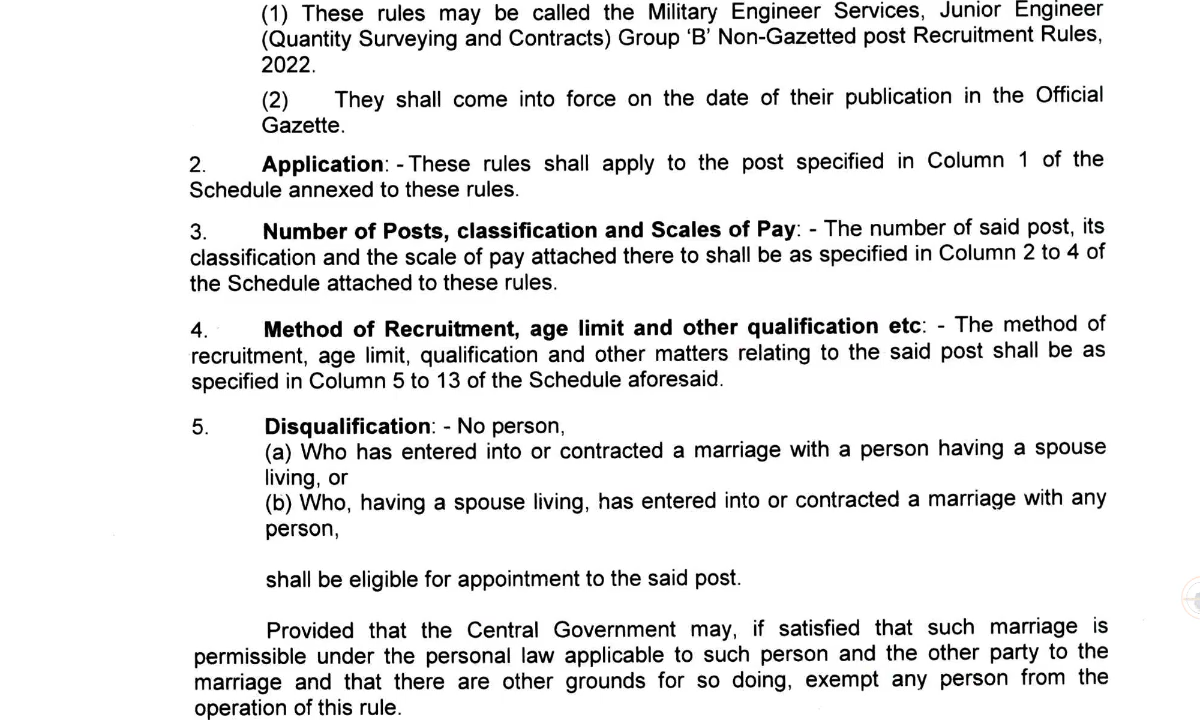 (1) These rules may be called the Military Engineer Services, Junior Engineer
(Quantity Surveying and Contracts) Group ‘B’ Non-Gazetted post Recruitment Rules,
2022.
(2) They shall come into force on the date of their publication in the Official
Gazette.
2. Application: - These rules shall apply to the post specified in Column 1 of the
Schedule annexed to these rules.
3. Number of Posts, classification and Scales of Pay: - The number of said post, its
classification and the scale of pay attached there to shall be as specified in Column 2 to 4 of
the Schedule attached to these rules.
4. Method of Recruitment, age limit and other qualification etc: - The method of
recruitment, age limit, qualification and other matters relating to the said post shall be as
specified in Column 5 to 13 of the Schedule aforesaid.
5. Disqualification: - No person,
(a) Who has entered into or contracted a marriage with a person having a spouse
living, or
(b) Who, having a spouse living, has entered into or contracted a marriage with any
person,
shall be eligible for appointment to the said post.
Provided that the Central Government may, if satisfied that such marriage is
permissible under the personal law applicable to such person and the other party to the
marriage and that there are other grounds for so doing, exempt any person from the
operation of this rule.